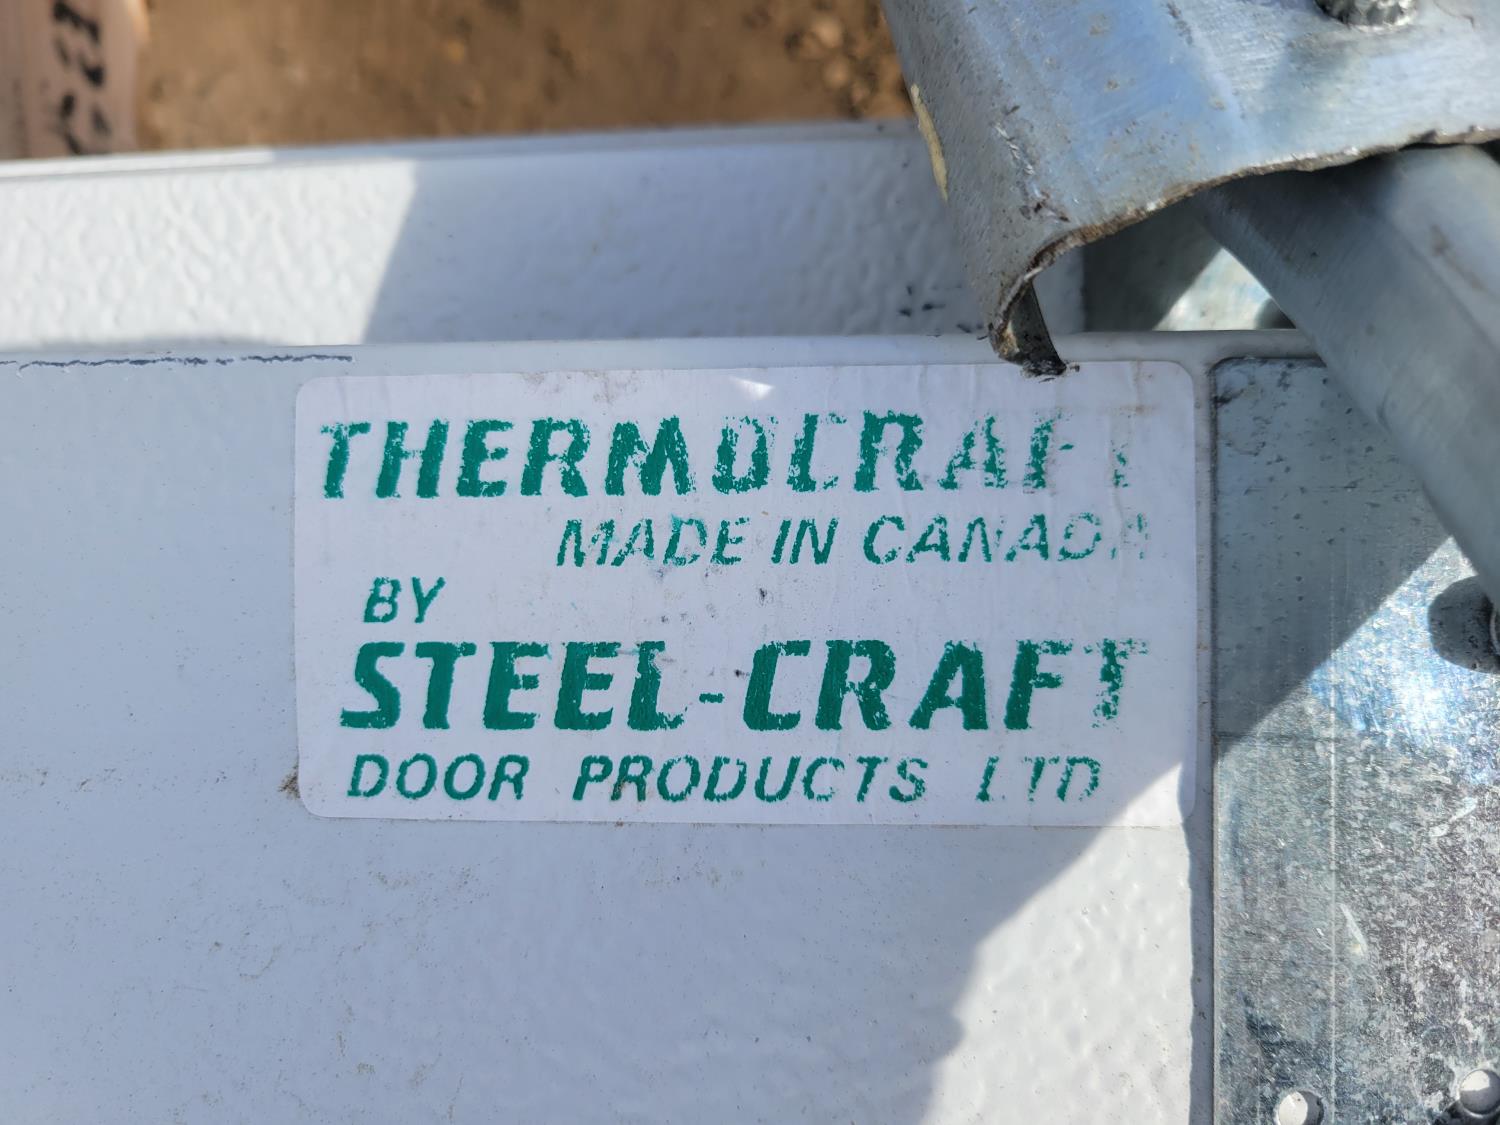 THERMOCRAFT
MADE IN CANADA
BY
STEEL-CRAFT
DOOR PRODUCTS LTD